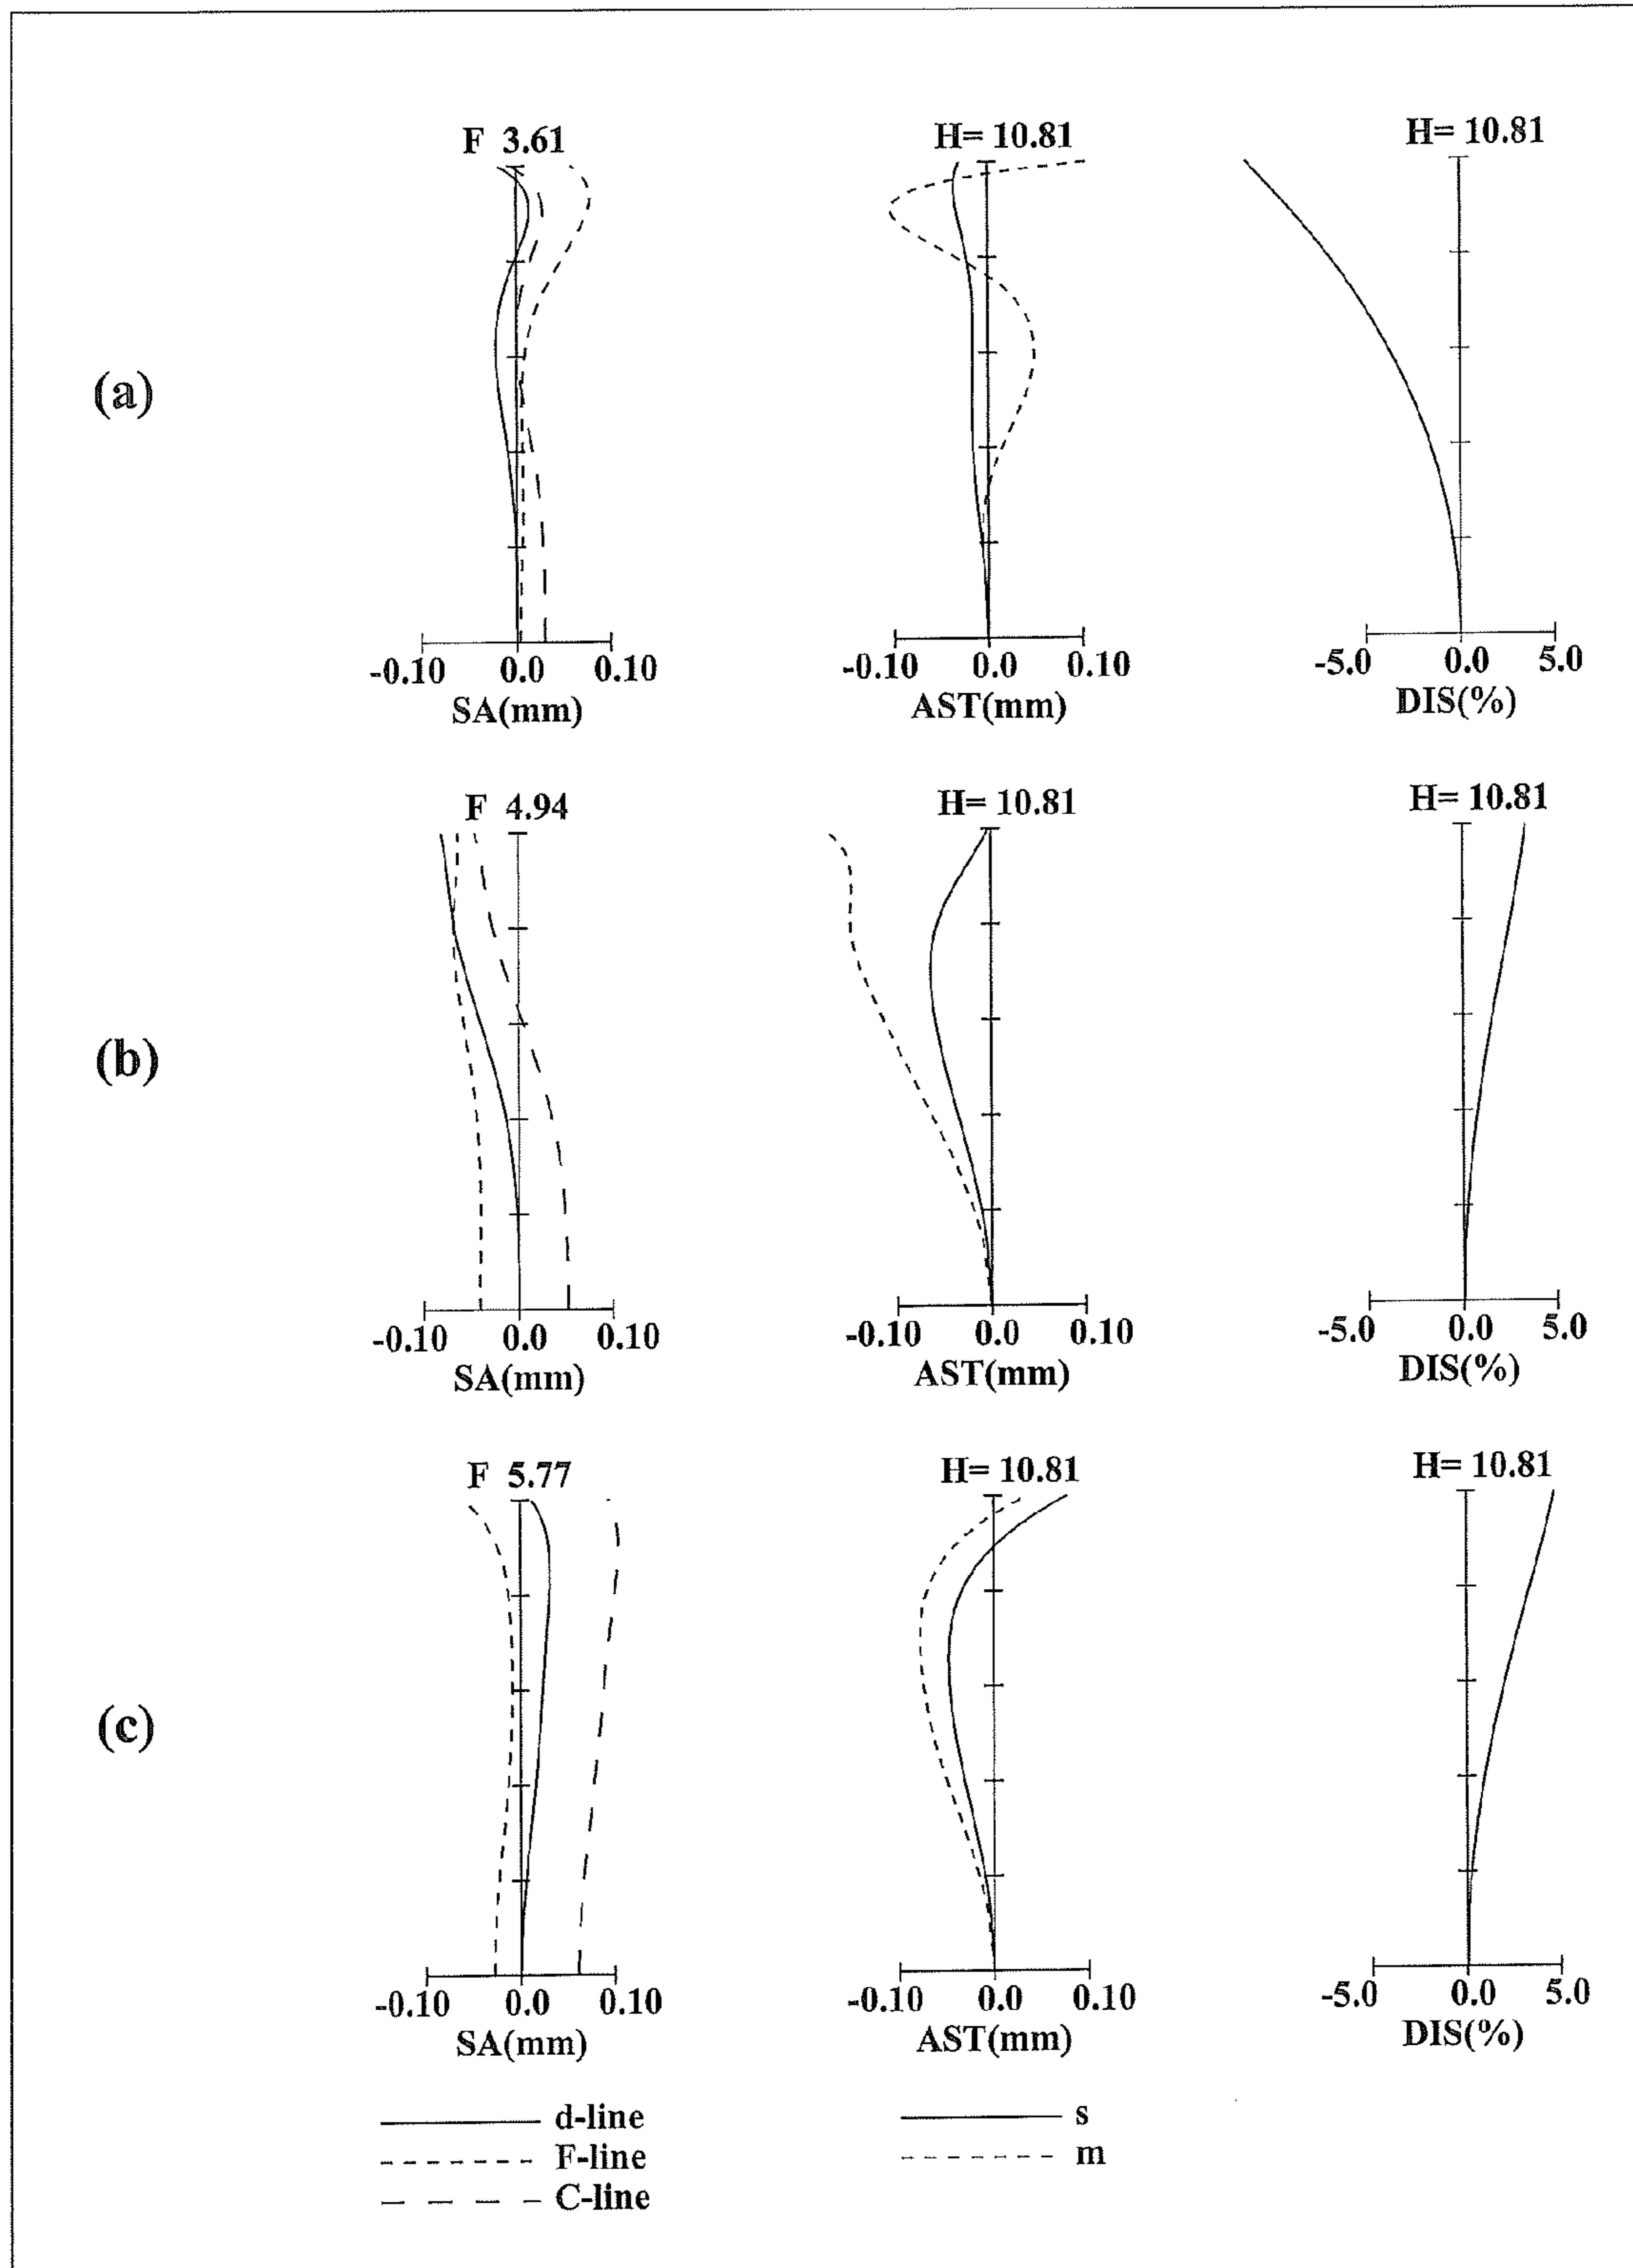 (a)
F 3.61
-0.10 0.0 0.10
SA(mm)
H= 10.81
-0.10 0.0 0.10
AST(mm)
H= 10.81
-5.0 0.0 5.0
DIS(%)
(b)
F 4.94
-0.10 0.0 0.10
SA(mm)
H= 10.81
-0.10 0.0 0.10
AST(mm)
H= 10.81
-5.0 0.0 5.0
DIS(%)
(c)
F 5.77
-0.10 0.0 0.10
SA(mm)
H= 10.81
-0.10 0.0 0.10
AST(mm)
H= 10.81
-5.0 0.0 5.0
DIS(%)
d-line
F-line
C-line
s
m